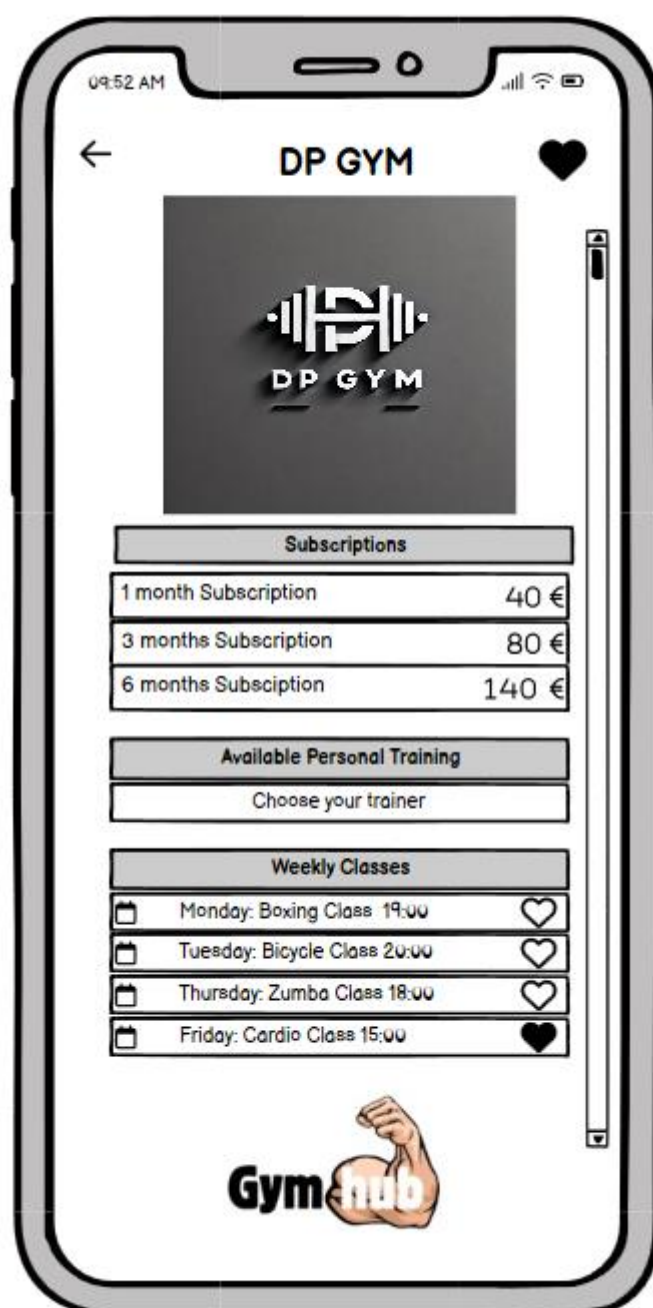 09:52 AM
DP GYM
DP GYM
Subscriptions
1 month Subscription 40 €
3 months Subscription 80 €
6 months Subsciption 140 €
Available Personal Training
Choose your trainer
Weekly Classes
Monday: Boxing Class 19:00
Tuesday: Bicycle Class 20:00
Thursday: Zumba Class 18:00
Friday: Cardio Class 15:00
Gym hub